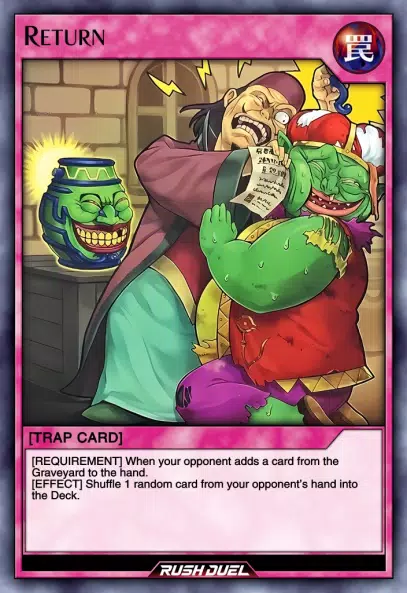 Return
罠
[TRAP CARD]
[REQUIREMENT] When your opponent adds a card from the
Graveyard to the hand.
[EFFECT] Shuffle 1 random card from your opponent's hand into
the Deck.
RUSH DUEL